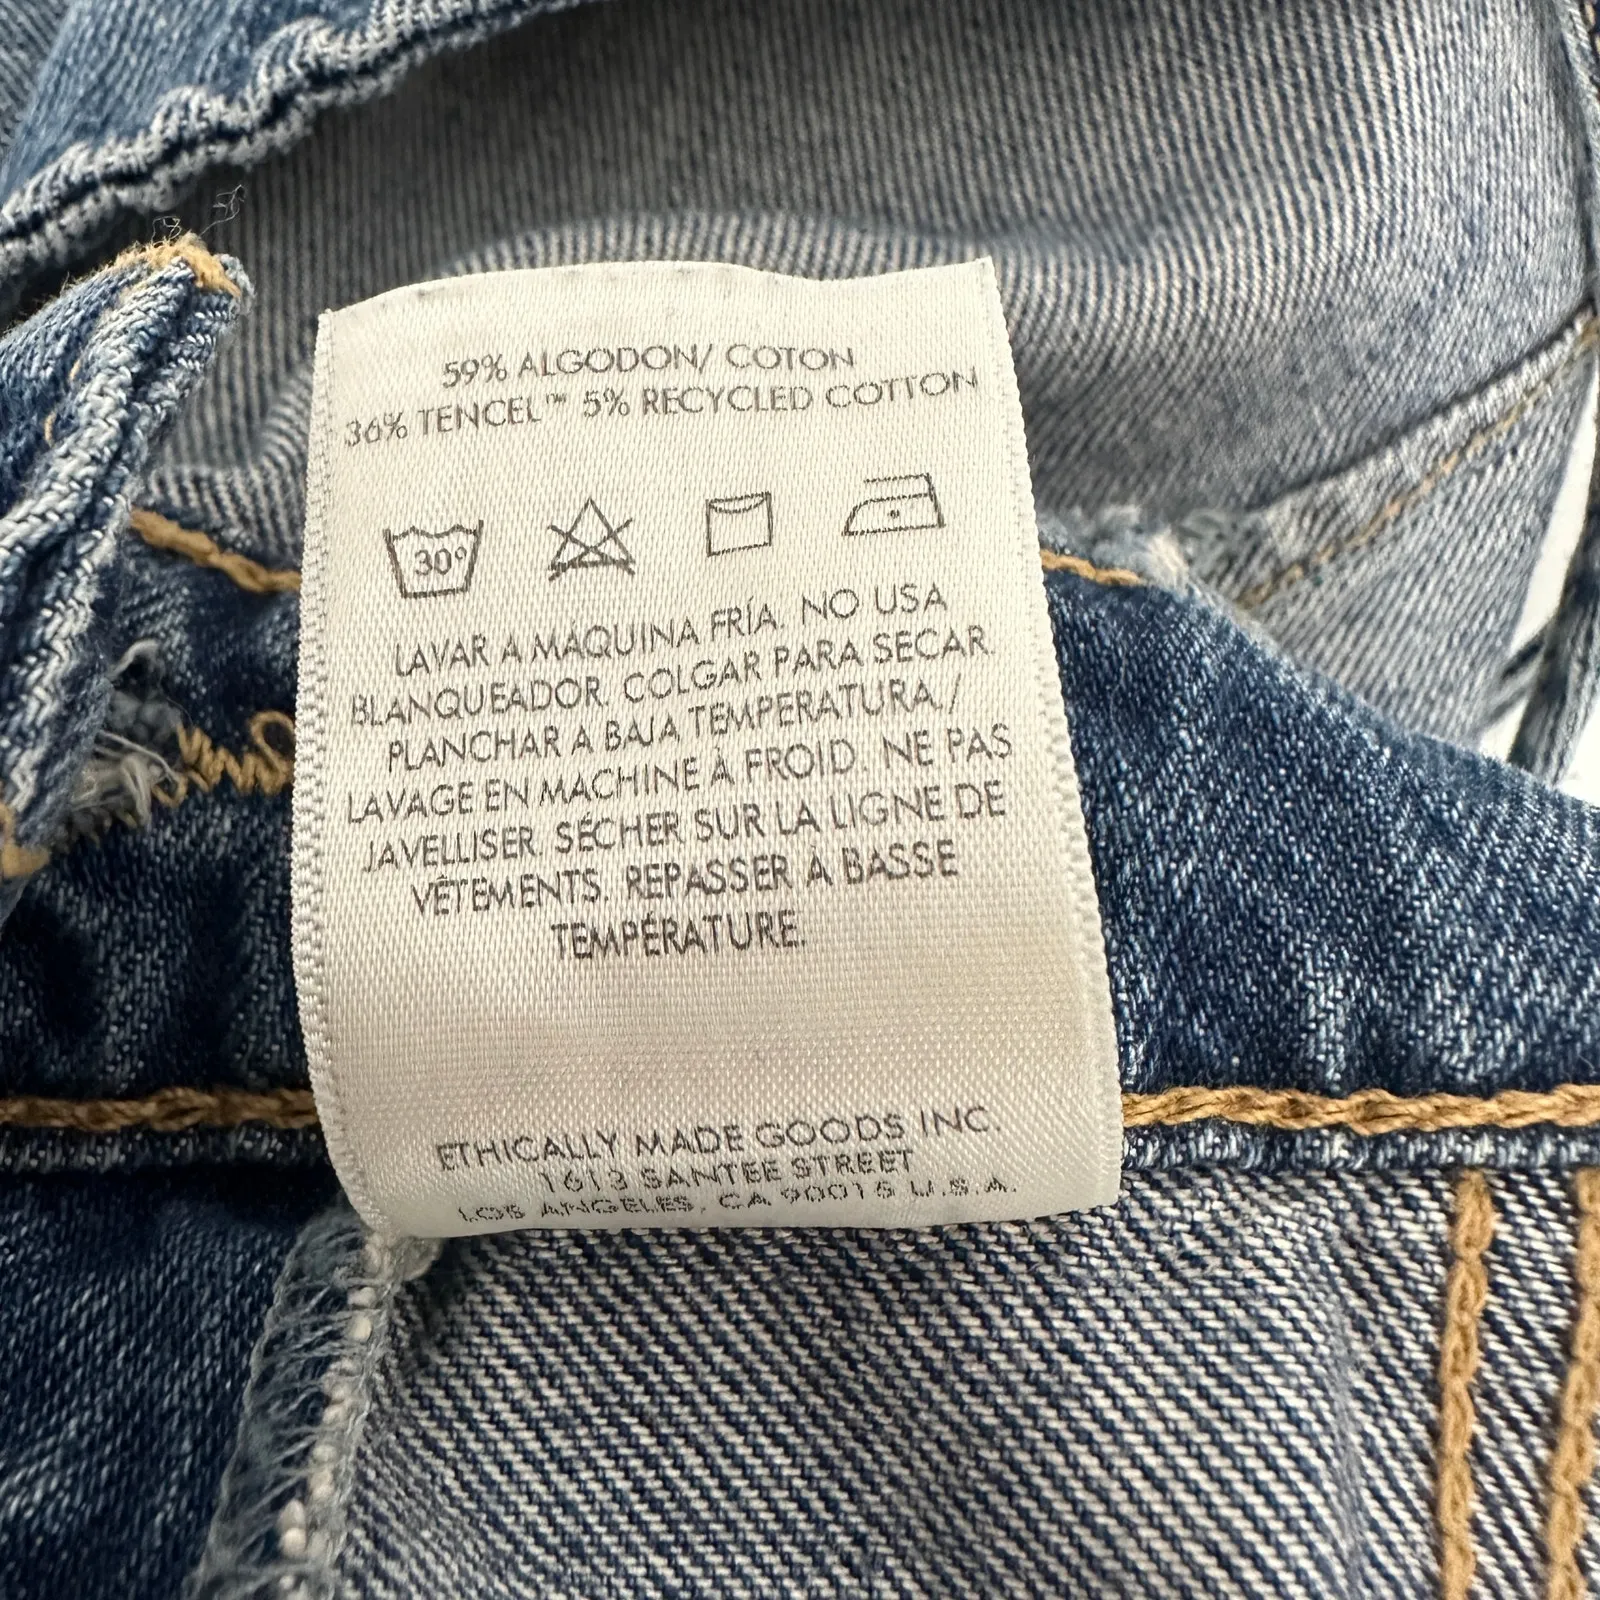 59% ALGODON/ COTON
36% TENCEL™ 5% RECYCLED COTTON
30°
LAVAR A MÁQUINA FRÍA. NO USA
BLANQUEADOR. COLGAR PARA SECAR.
PLANCHAR A BAJA TEMPERATURA./
LAVAGE EN MACHINE À FROID. NE PAS
JAVELLISER. SÉCHER SUR LA LIGNE DE
VÊTEMENTS. REPASSER À BASSE
TEMPÉRATURE.
ETHICALLY MADE GOODS INC.
1613 SANTEE STREET
LOS ANGELES, CA 90015 U.S.A.